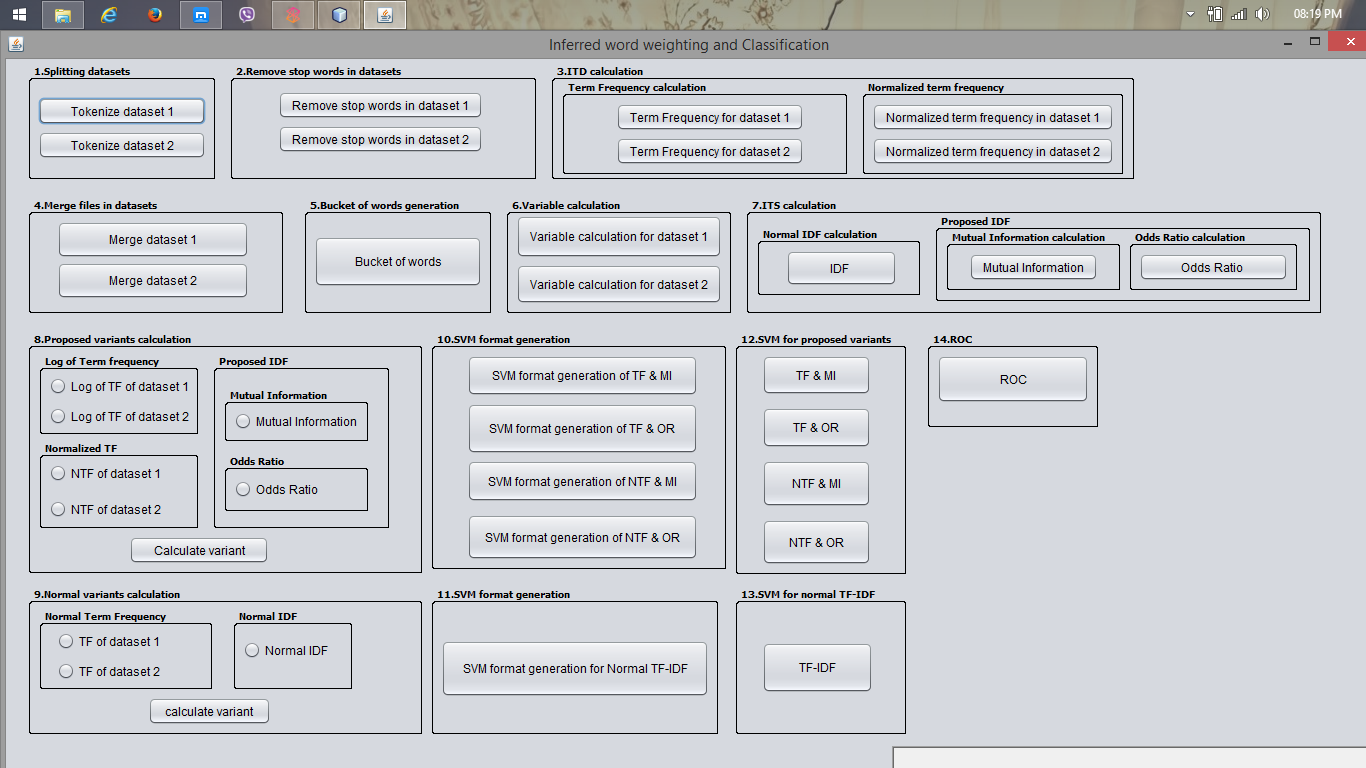 08:19 PM
Inferred word weighting and Classification
1.Splitting datasets
Tokenize dataset 1
Tokenize dataset 2
2.Remove stop words in datasets
Remove stop words in dataset 1
Remove stop words in dataset 2
3.ITD calculation
Term Frequency calculation
Term Frequency for dataset 1
Term Frequency for dataset 2
Normalized term frequency
Normalized term frequency in dataset 1
Normalized term frequency in dataset 2
4.Merge files in datasets
Merge dataset 1
Merge dataset 2
5.Bucket of words generation
Bucket of words
6.Variable calculation
Variable calculation for dataset 1
Variable calculation for dataset 2
7.ITS calculation
Normal IDF calculation
IDF
Proposed IDF
Mutual Information calculation
Mutual Information
Odds Ratio calculation
Odds Ratio
8.Proposed variants calculation
Log of Term frequency
Log of TF of dataset 1
Log of TF of dataset 2
Normalized TF
NTF of dataset 1
NTF of dataset 2
Proposed IDF
Mutual Information
Mutual Information
Odds Ratio
Odds Ratio
Calculate variant
10.SVM format generation
SVM format generation of TF & MI
SVM format generation of TF & OR
SVM format generation of NTF & MI
SVM format generation of NTF & OR
12.SVM for proposed variants
TF & MI
TF & OR
NTF & MI
NTF & OR
14.ROC
ROC
9.Normal variants calculation
Normal Term Frequency
TF of dataset 1
TF of dataset 2
Normal IDF
Normal IDF
calculate variant
11.SVM format generation
SVM format generation for Normal TF-IDF
13.SVM for normal TF-IDF
TF-IDF